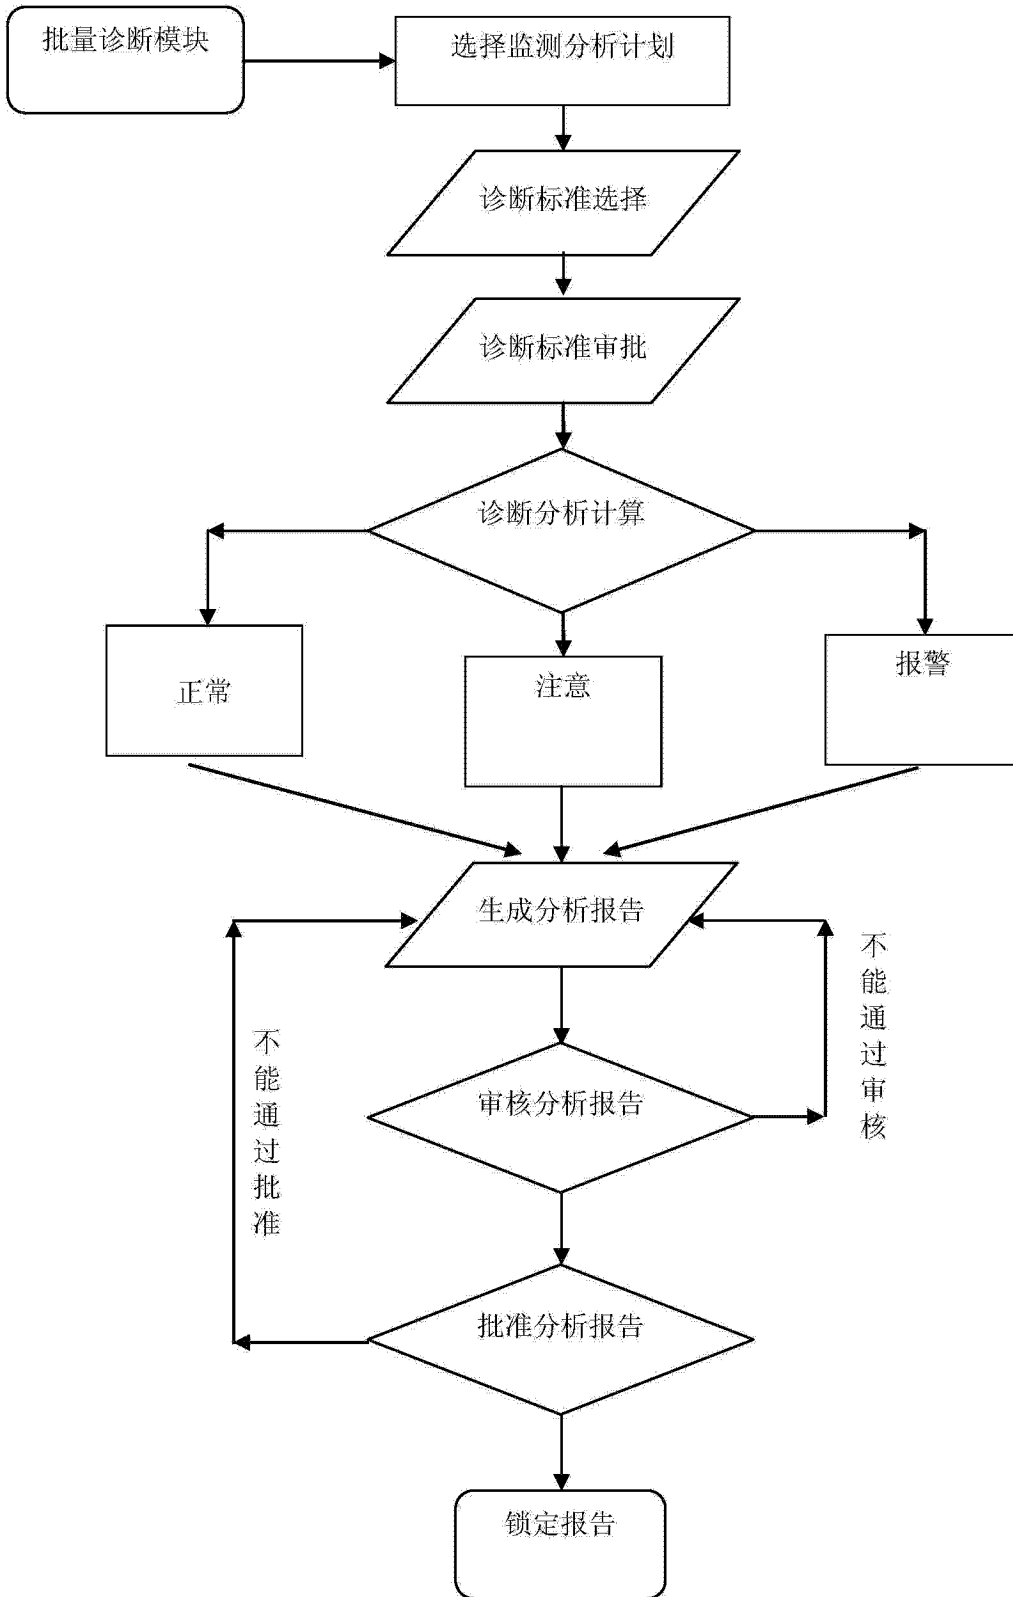 批量诊断模块
选择监测分析计划
诊断标准选择
诊断标准审批
诊断分析计算
正常
注意
报警
生成分析报告
不能通过审核
不能通过批准
审核分析报告
批准分析报告
锁定报告